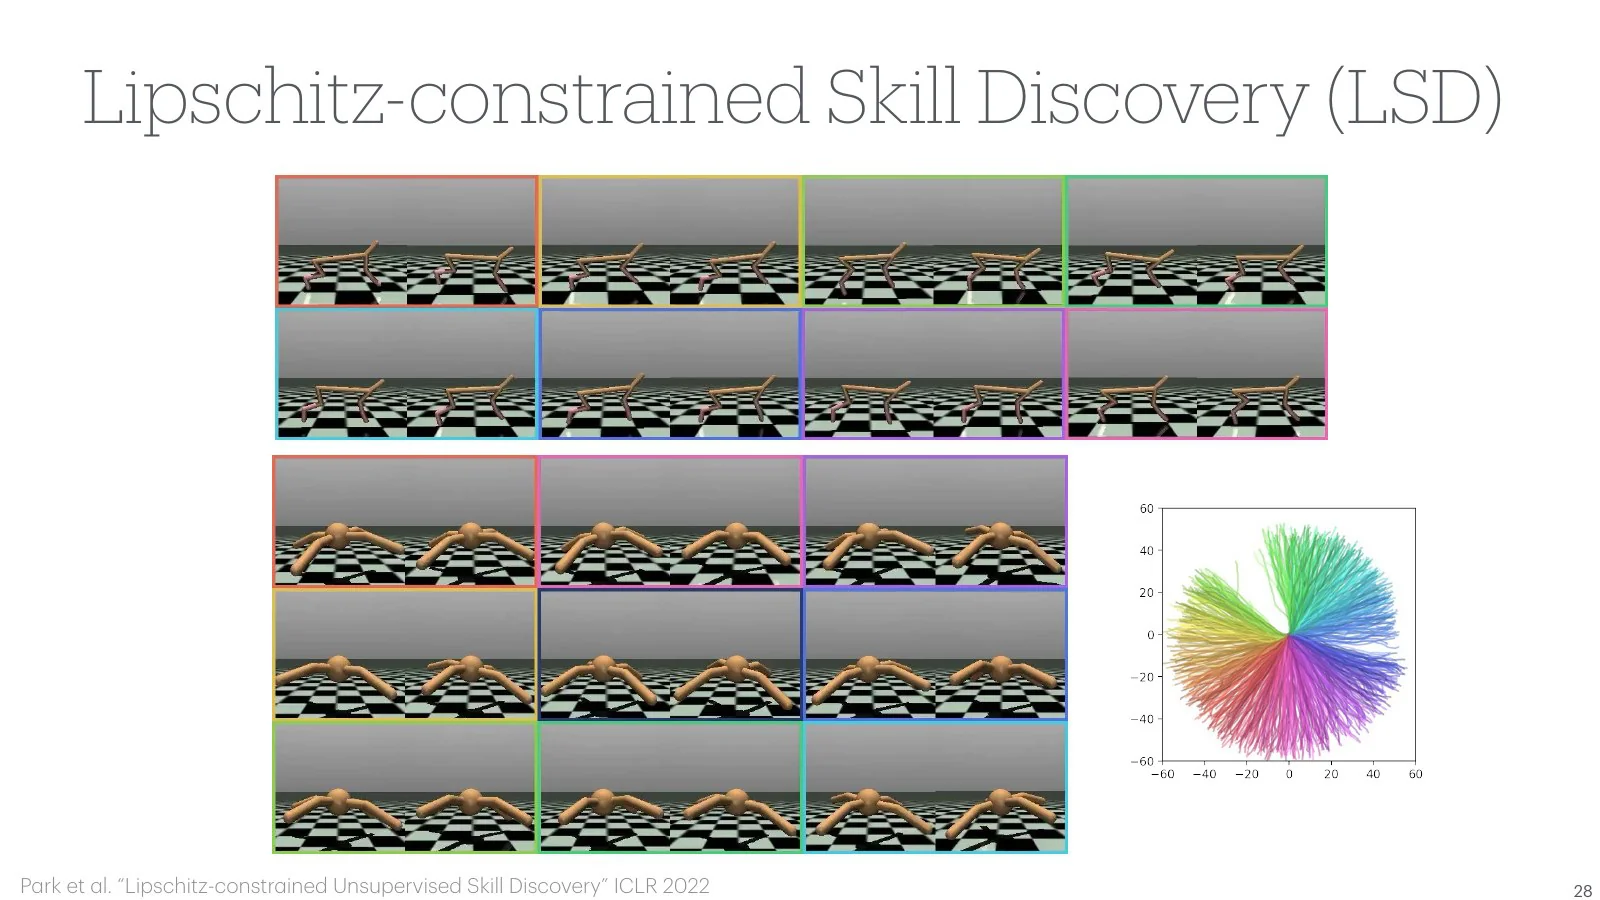 Lipschitz-constrained Skill Discovery (LSD)
60
40
20
0
−20
−40
−60
−60 −40 −20 0 20 40 60
Park et al. “Lipschitz-constrained Unsupervised Skill Discovery” ICLR 2022
28